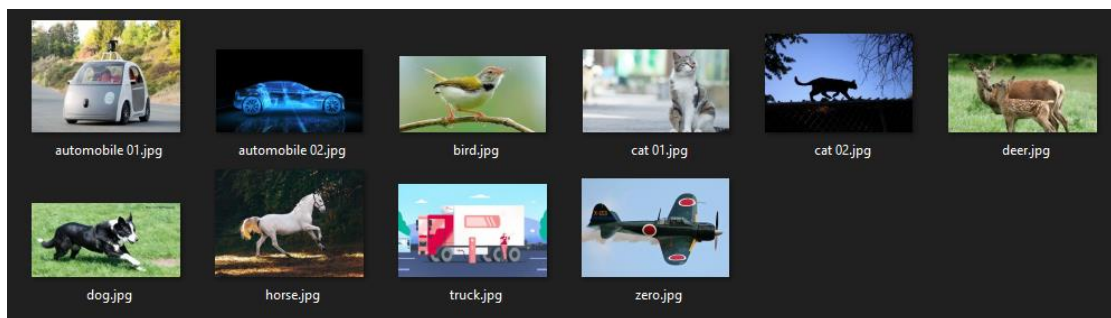 automobile 01.jpg
automobile 02.jpg
bird.jpg
cat 01.jpg
cat 02.jpg
deer.jpg
dog.jpg
horse.jpg
truck.jpg
zero.jpg